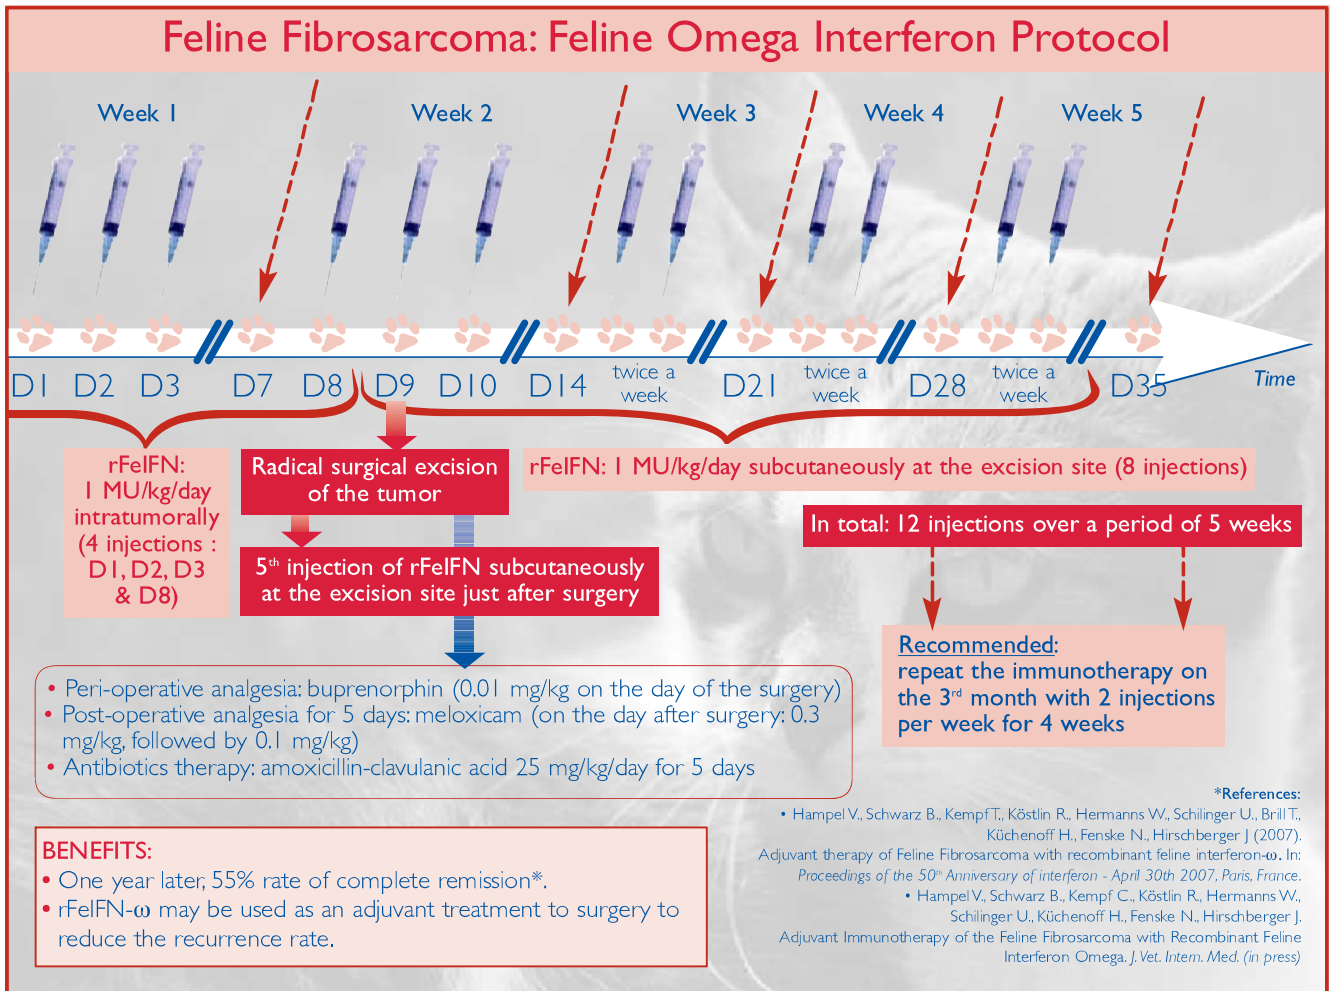 Feline Fibrosarcoma: Feline Omega Interferon Protocol
Week 1
Week 2
Week 3
Week 4
Week 5
D1
D2
D3
D7
D8
D9
D10
D14
twice a
week
D21
twice a
week
D28
twice a
week
D35
Time
rFeIFN:
1 MU/kg/day
intratumorally
(4 injections :
D1, D2, D3
& D8)
Radical surgical excision
of the tumor
rFeIFN: 1 MU/kg/day subcutaneously at the excision site (8 injections)
In total: 12 injections over a period of 5 weeks
5th injection of rFeIFN subcutaneously
at the excision site just after surgery
Recommended:
repeat the immunotherapy on
the 3rd month with 2 injections
per week for 4 weeks
• Peri-operative analgesia: buprenorphin (0.01 mg/kg on the day of the surgery)
• Post-operative analgesia for 5 days: meloxicam (on the day after surgery: 0.3
mg/kg, followed by 0.1 mg/kg)
• Antibiotics therapy: amoxicillin-clavulanic acid 25 mg/kg/day for 5 days
BENEFITS:
• One year later, 55% rate of complete remission*.
• rFeIFN-ω may be used as an adjuvant treatment to surgery to
reduce the recurrence rate.
*References:
• Hampel V., Schwarz B., Kempf T., Köstlin R., Hermanns W., Schilinger U., Brill T.,
Küchenoff H., Fenske N., Hirschberger J (2007).
Adjuvant therapy of Feline Fibrosarcoma with recombinant feline interferon-ω. In:
Proceedings of the 50th Anniversary of interferon - April 30th 2007, Paris, France.
• Hampel V., Schwarz B., Kempf C., Köstlin R., Hermanns W.,
Schilinger U., Küchenoff H., Fenske N., Hirschberger J.
Adjuvant Immunotherapy of the Feline Fibrosarcoma with Recombinant Feline
Interferon Omega. J. Vet. Intern. Med. (in press)